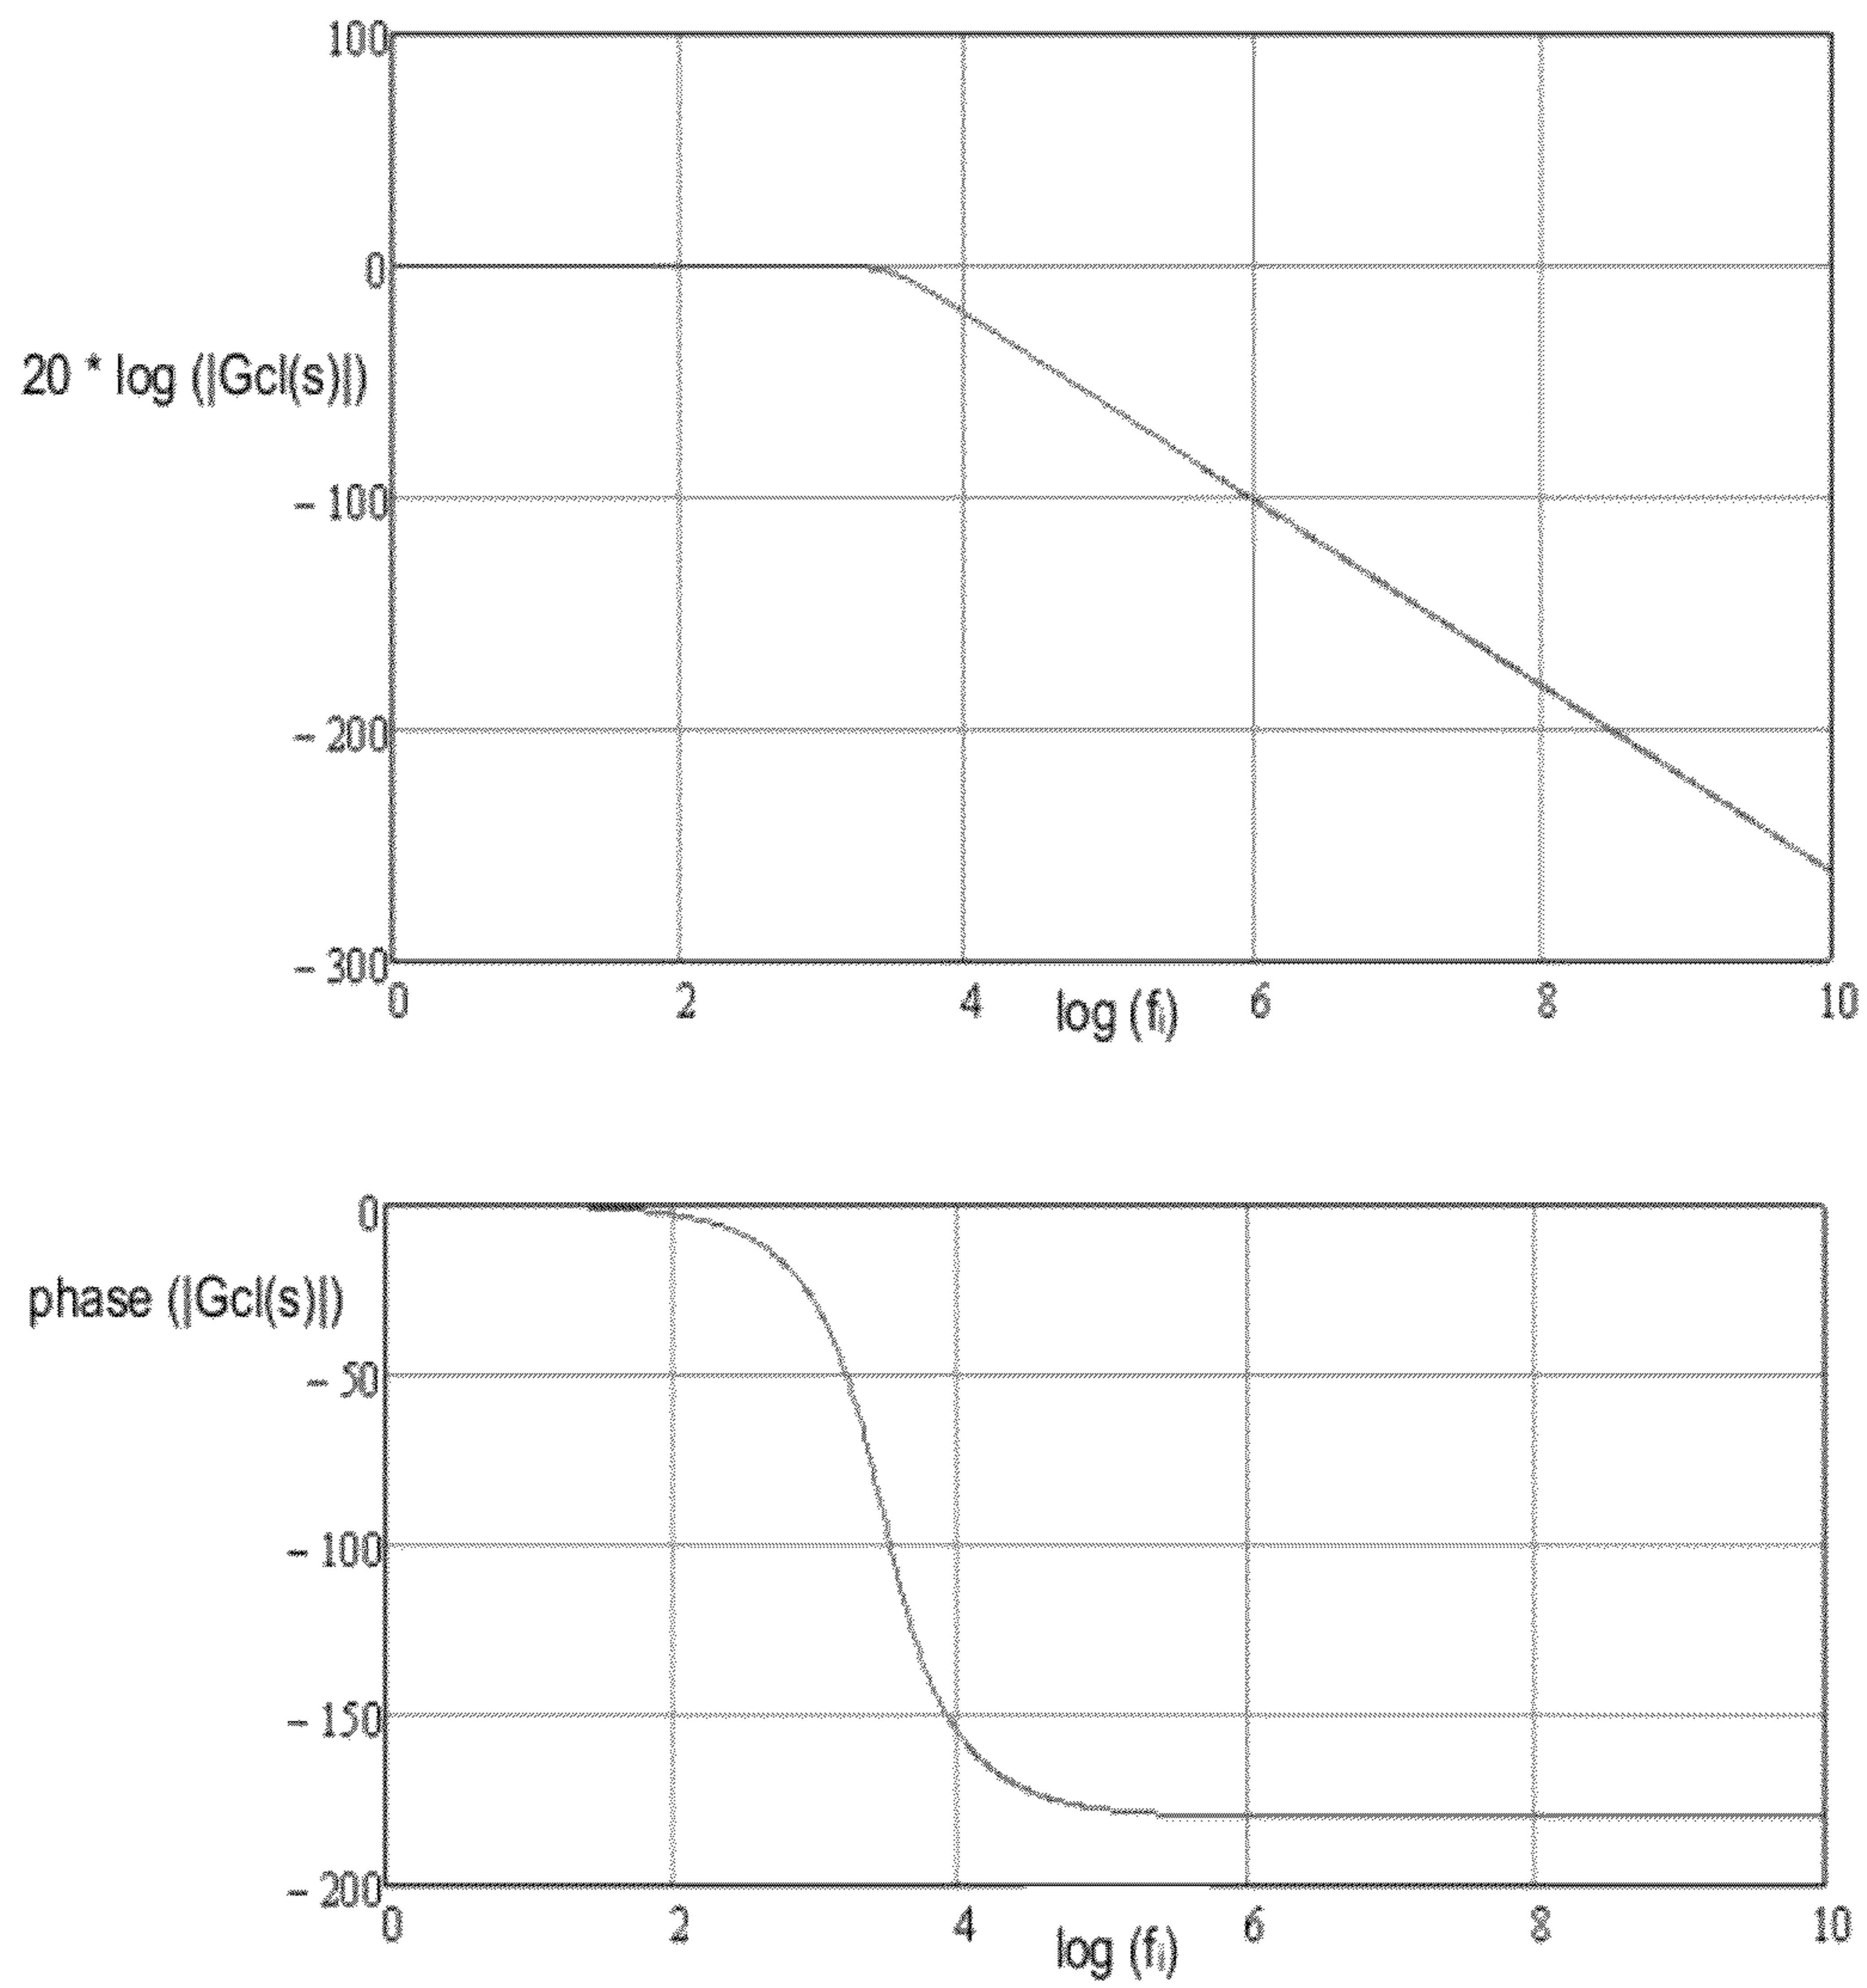 100
0
20 * log (|Gcl(s)|)
- 100
- 200
- 300
0 2 4 6 8 10
log (fi)
0
phase (|Gcl(s)|)
- 50
- 100
- 150
- 200
0 2 4 6 8 10
log (fi)